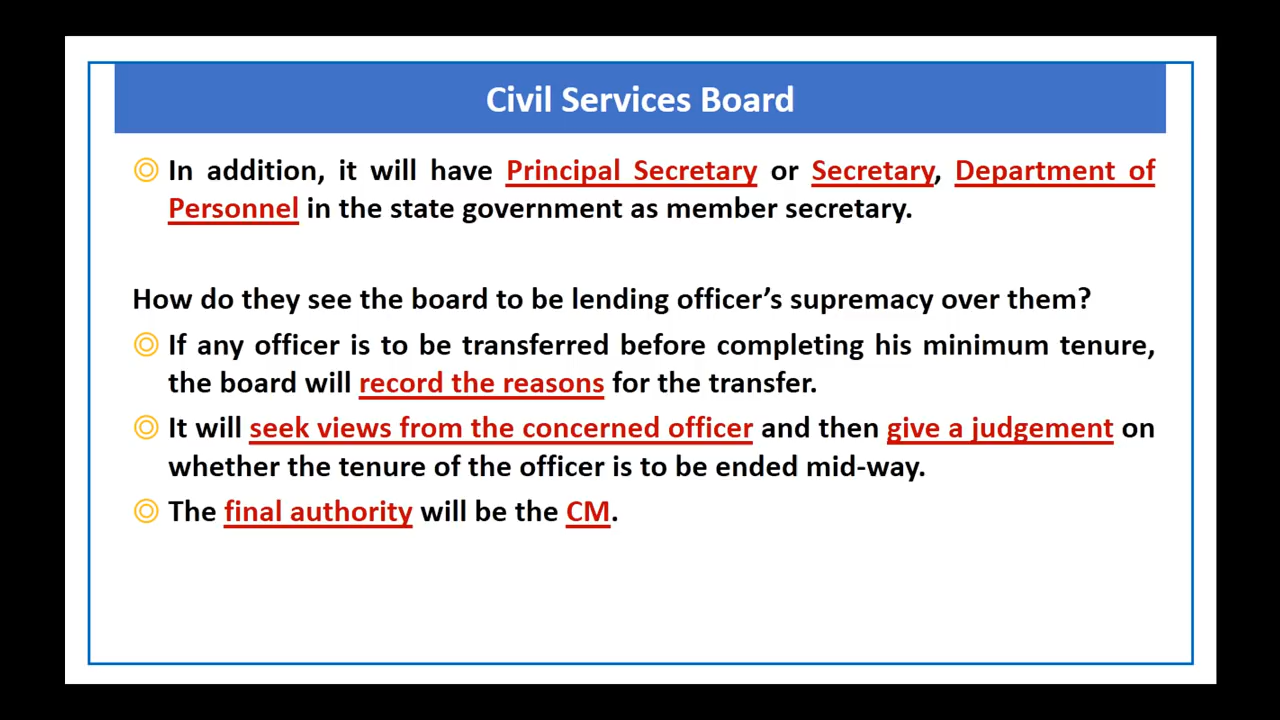 Civil Services Board
In addition, it will have Principal Secretary or Secretary, Department of
Personnel in the state government as member secretary.
How do they see the board to be lending officer’s supremacy over them?
If any officer is to be transferred before completing his minimum tenure,
the board will record the reasons for the transfer.
It will seek views from the concerned officer and then give a judgement on
whether the tenure of the officer is to be ended mid-way.
The final authority will be the CM.